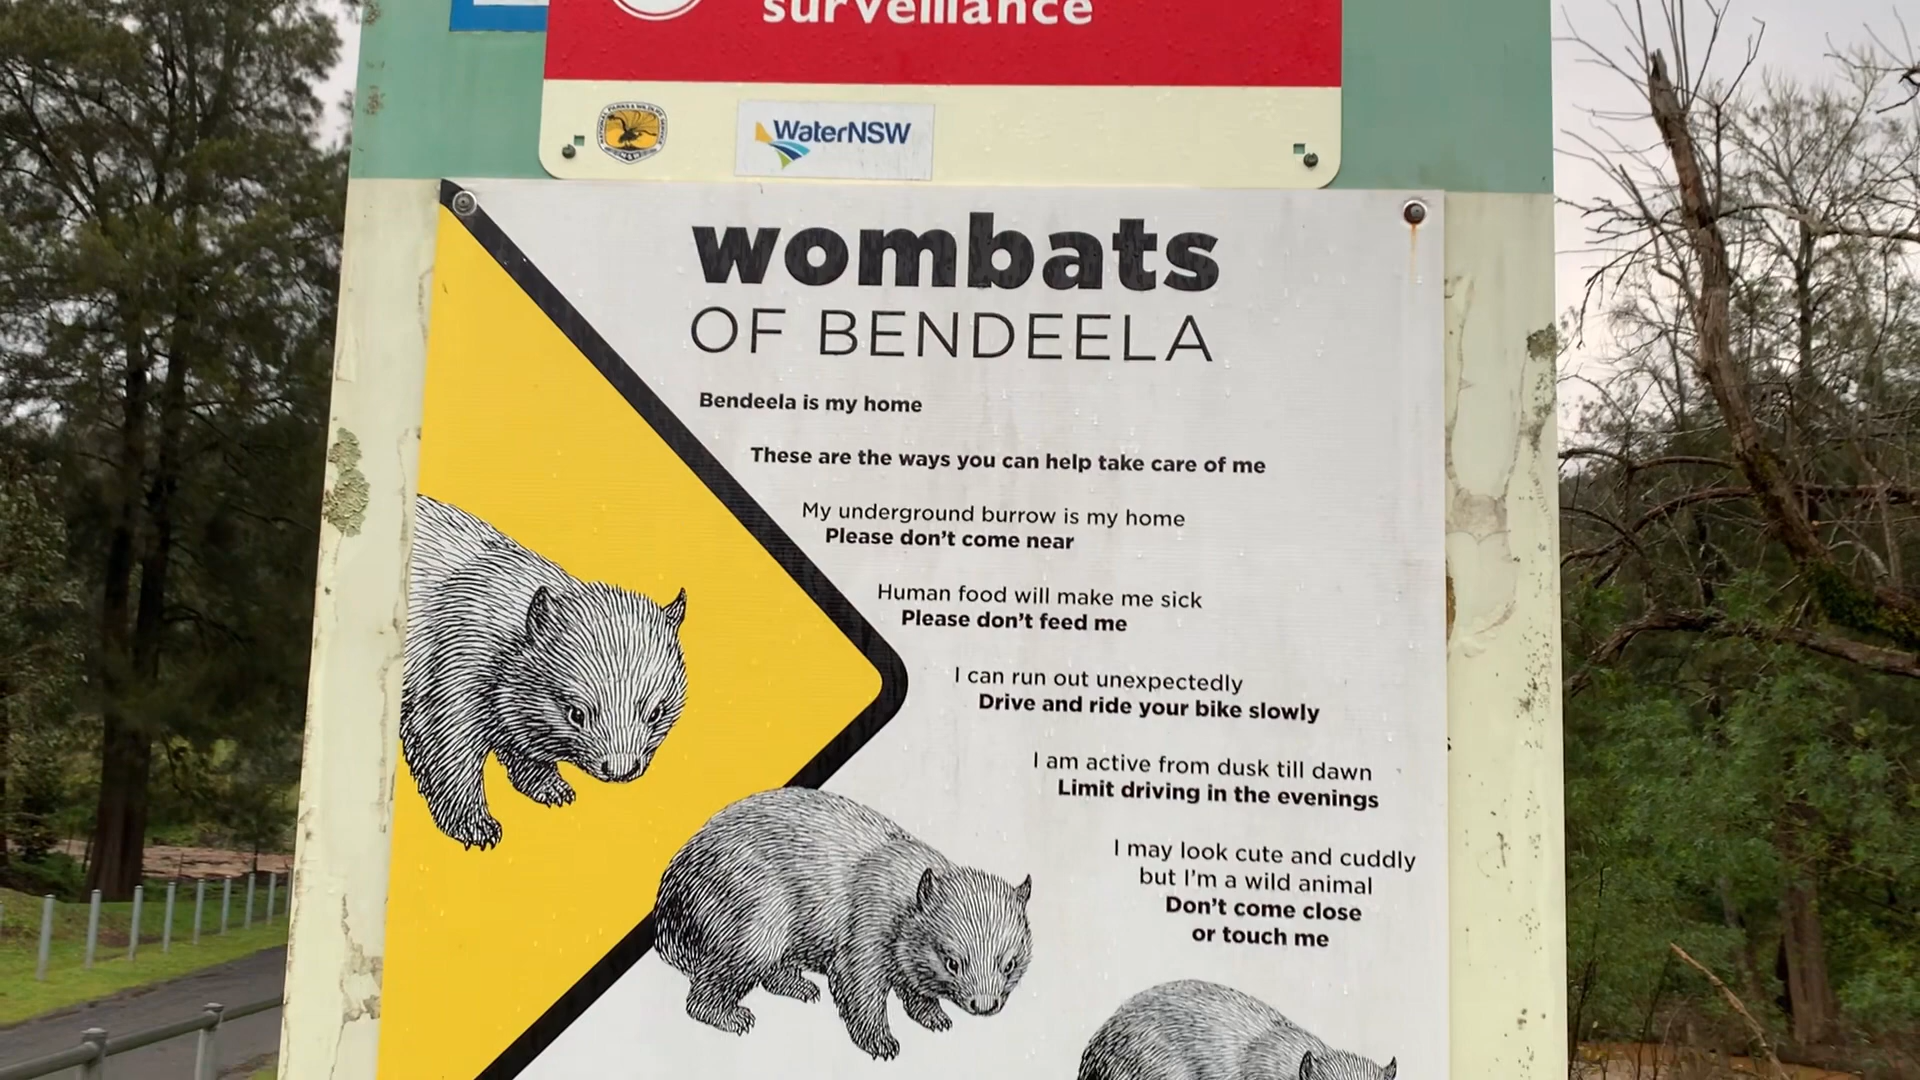 surveillance
WaterNSW
wombats
OF BENDEELA
Bendeela is my home
These are the ways you can help take care of me
My underground burrow is my home
Please don't come near
Human food will make me sick
Please don't feed me
I can run out unexpectedly
Drive and ride your bike slowly
I am active from dusk till dawn
Limit driving in the evenings
I may look cute and cuddly
but I'm a wild animal
Don't come close
or touch me